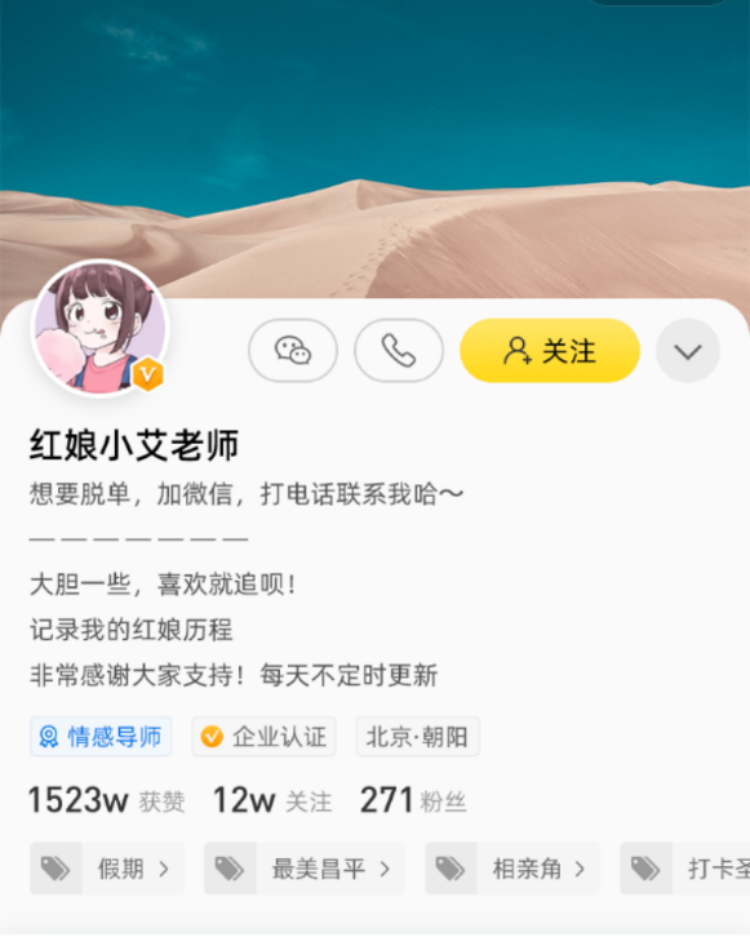 关注
红娘小艾老师
想要脱单，加微信，打电话联系我哈～
— — — — — — —
大胆一些，喜欢就追呗！
记录我的红娘历程
非常感谢大家支持！每天不定时更新
情感导师 企业认证 北京·朝阳
1523w 获赞 12w 关注 271 粉丝
假期 最美昌平 相亲角 打卡圣